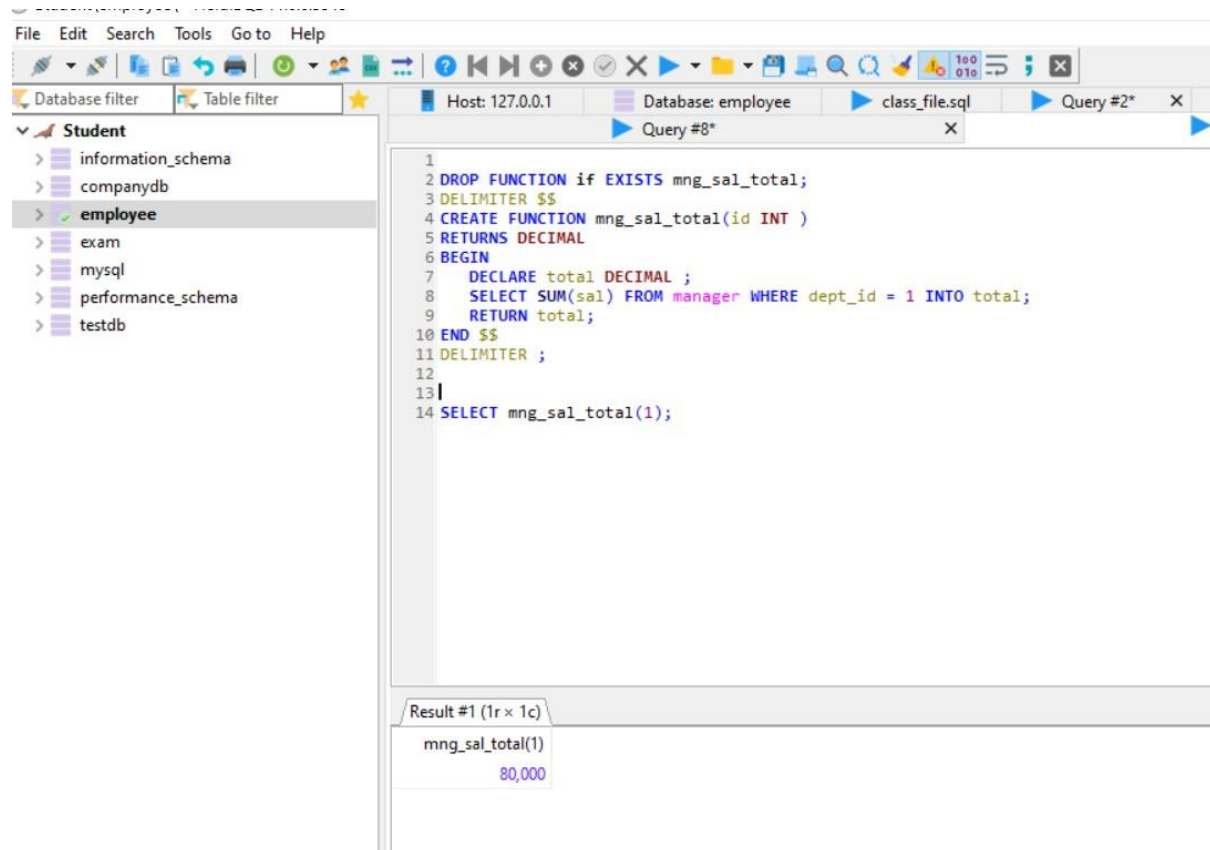 File Edit Search Tools Go to Help
Database filter Table filter
Host: 127.0.0.1 Database: employee class_file.sql Query #2*
Query #8*
Student
information_schema
companydb
employee
exam
mysql
performance_schema
testdb
1
2 DROP FUNCTION if EXISTS mng_sal_total;
3 DELIMITER $$
4 CREATE FUNCTION mng_sal_total(id INT )
5 RETURNS DECIMAL
6 BEGIN
7 DECLARE total DECIMAL ;
8 SELECT SUM(sal) FROM manager WHERE dept_id = 1 INTO total;
9 RETURN total;
10 END $$
11 DELIMITER ;
12
13
14 SELECT mng_sal_total(1);
Result #1 (1r × 1c)
mng_sal_total(1)
80,000